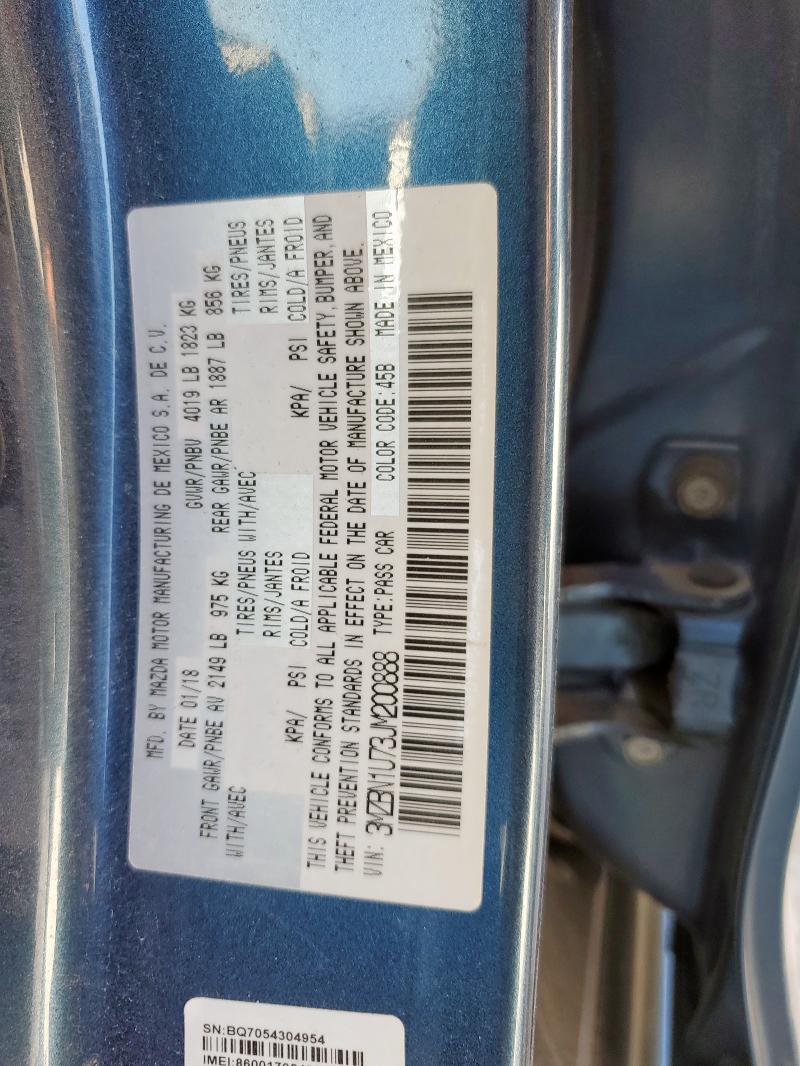 MFD. BY MAZDA MOTOR MANUFACTURING DE MEXICO S.A. DE C.V.
DATE 01/18 GVWR/PNBV 4019 LB 1823 KG
FRONT GAWR/PNBE AV 2149 LB 975 KG REAR GAWR/PNBE AR 1887 LB 856 KG
WITH/AVEC TIRES/PNEUS WITH/AVEC TIRES/PNEUS
RIMS/JANTES RIMS/JANTES
KPA/ PSI COLD/A FROID KPA/ PSI COLD/A FROID
THIS VEHICLE CONFORMS TO ALL APPLICABLE FEDERAL MOTOR VEHICLE SAFETY, BUMPER, AND
THEFT PREVENTION STANDARDS IN EFFECT ON THE DATE OF MANUFACTURE SHOWN ABOVE.
VIN: 3MZBN1U73JM200888 TYPE:PASS CAR COLOR CODE:45B MADE IN MEXICO
SN:BQ7054304954